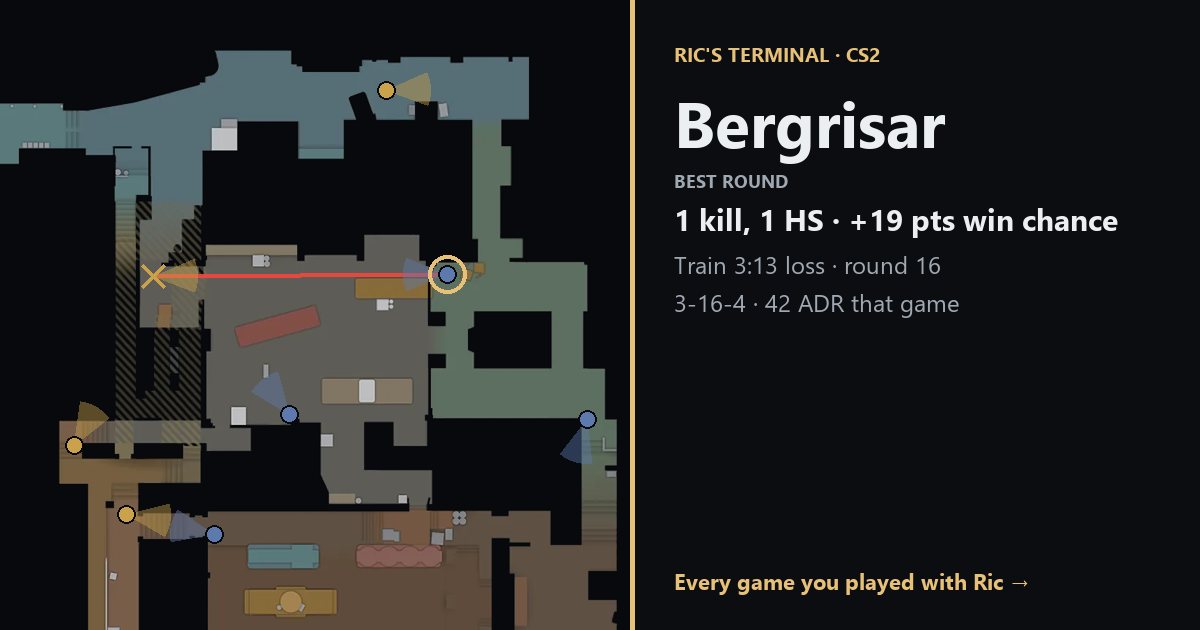 RIC'S TERMINAL · CS2
Bergrisar
BEST ROUND
1 kill, 1 HS · +19 pts win chance
Train 3:13 loss · round 16
3-16-4 · 42 ADR that game
Every game you played with Ric →